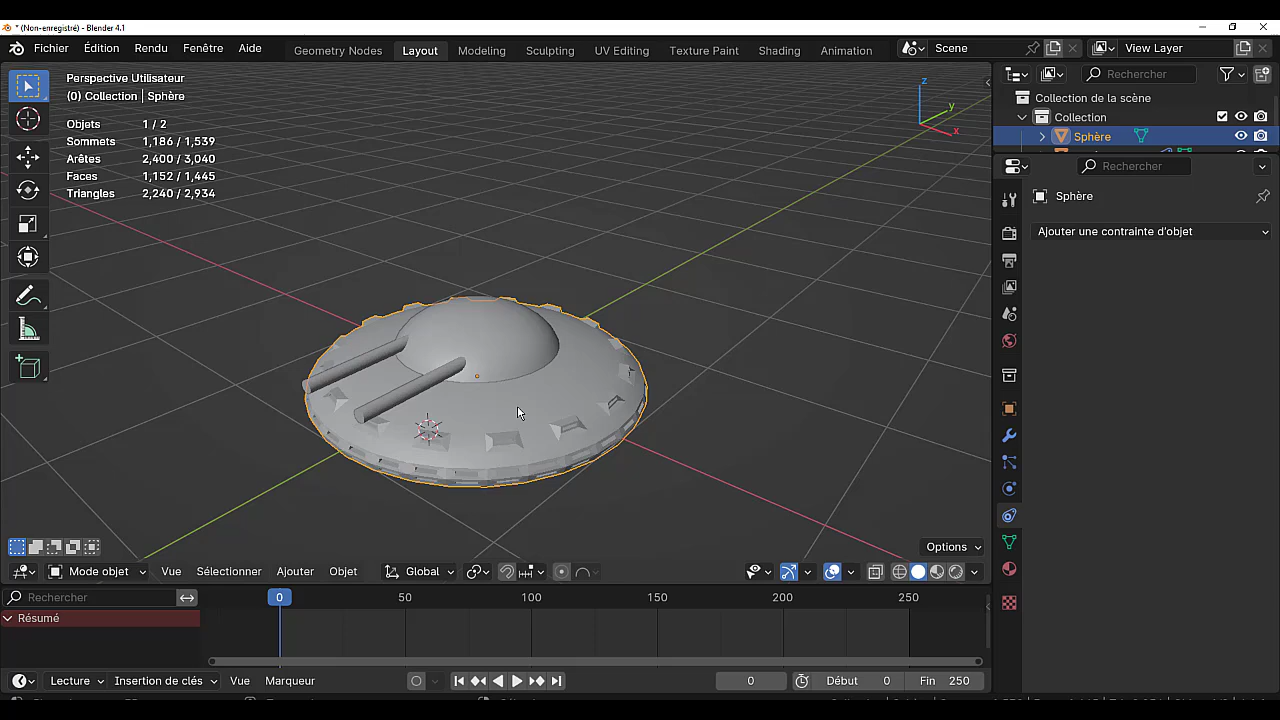 * (Non-enregistré) - Blender 4.1
Fichier Édition Rendu Fenêtre Aide
Geometry Nodes Layout Modeling Sculpting UV Editing Texture Paint Shading Animation
Scene View Layer
Perspective Utilisateur
(0) Collection | Sphère
Objets 1 / 2
Sommets 1,186 / 1,539
Arêtes 2,400 / 3,040
Faces 1,152 / 1,445
Triangles 2,240 / 2,934
z
y
x
Rechercher
Collection de la scène
Collection
Sphère
Rechercher
Sphère
Ajouter une contrainte d'objet
Options
Mode objet Vue Sélectionner Ajouter Objet Global
Rechercher
0 50 100 150 200 250
Résumé
Lecture Insertion de clés Vue Marqueur 0 Début 0 Fin 250